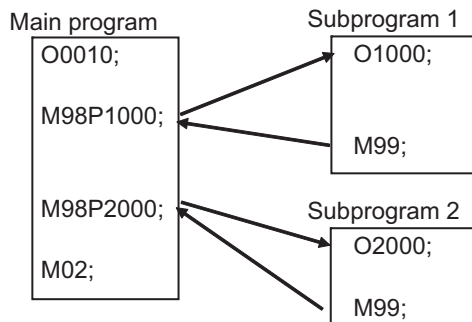 Main program
O0010;
M98P1000;
M98P2000;
M02;
Subprogram 1
O1000;
M99;
Subprogram 2
O2000;
M99;